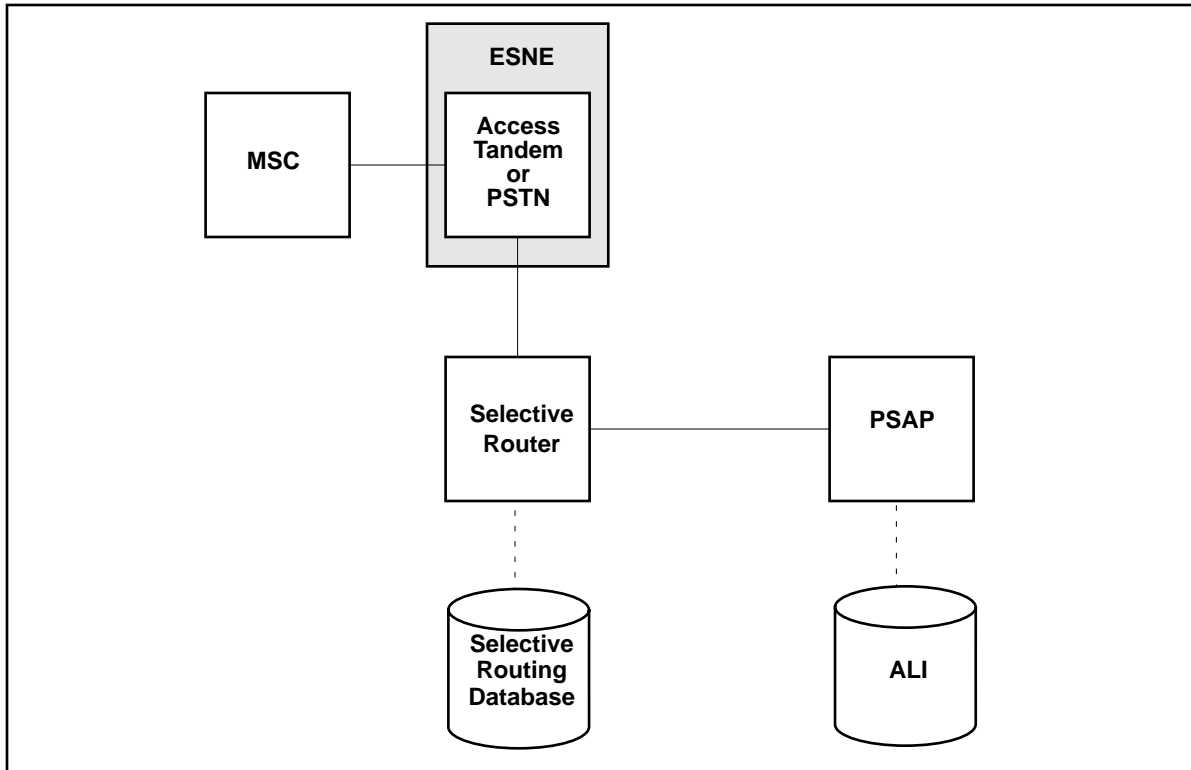 ESNE
MSC
Access
Tandem
or
PSTN
Selective
Router
PSAP
Selective
Routing
Database
ALI